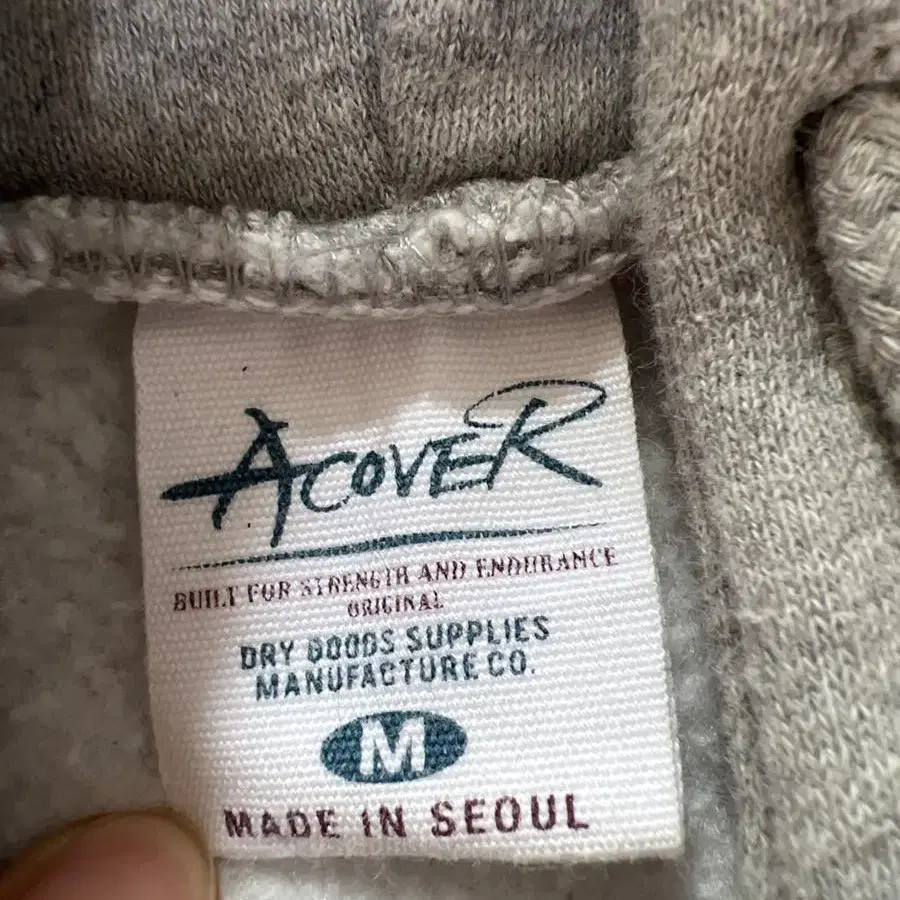 ACOVER
BUILT FOR STRENGTH AND ENDURANCE
ORIGINAL
DRY GOODS SUPPLIES
MANUFACTURE CO.
M
MADE IN SEOUL